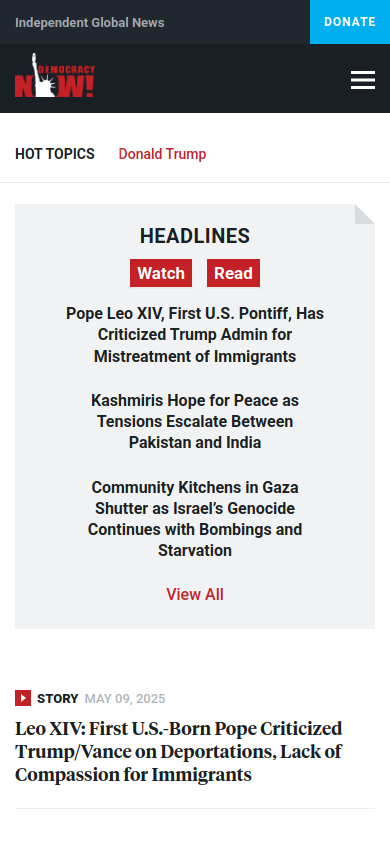 Independent Global News
DONATE
DEMOCRACY
NOW!
HOT TOPICS
Donald Trump
HEADLINES
Watch
Read
Pope Leo XIV, First U.S. Pontiff, Has
Criticized Trump Admin for
Mistreatment of Immigrants
Kashmiris Hope for Peace as
Tensions Escalate Between
Pakistan and India
Community Kitchens in Gaza
Shutter as Israel’s Genocide
Continues with Bombings and
Starvation
View All
STORY MAY 09, 2025
Leo XIV: First U.S.-Born Pope Criticized
Trump/Vance on Deportations, Lack of
Compassion for Immigrants